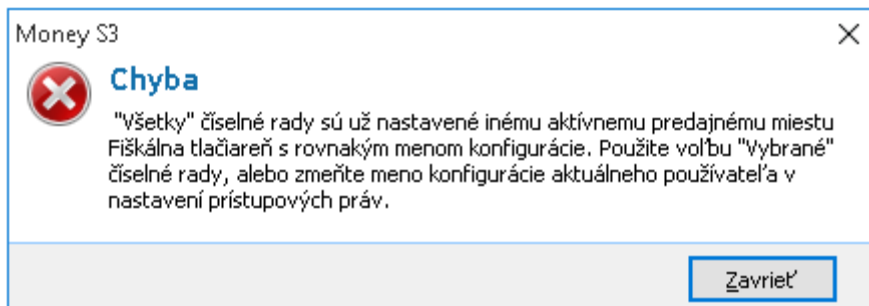 Money S3
Chyba
"Všetky" číselné rady sú už nastavené inému aktívnemu predajnému miestu
Fiškálna tlačiareň s rovnakým menom konfigurácie. Použite voľbu "Vybrané"
číselné rady, alebo zmeňte meno konfigurácie aktuálneho používateľa v
nastavení prístupových práv.
Zavrieť